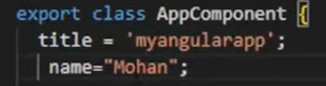 export class AppComponent {
title = 'myangularapp';
name="Mohan";